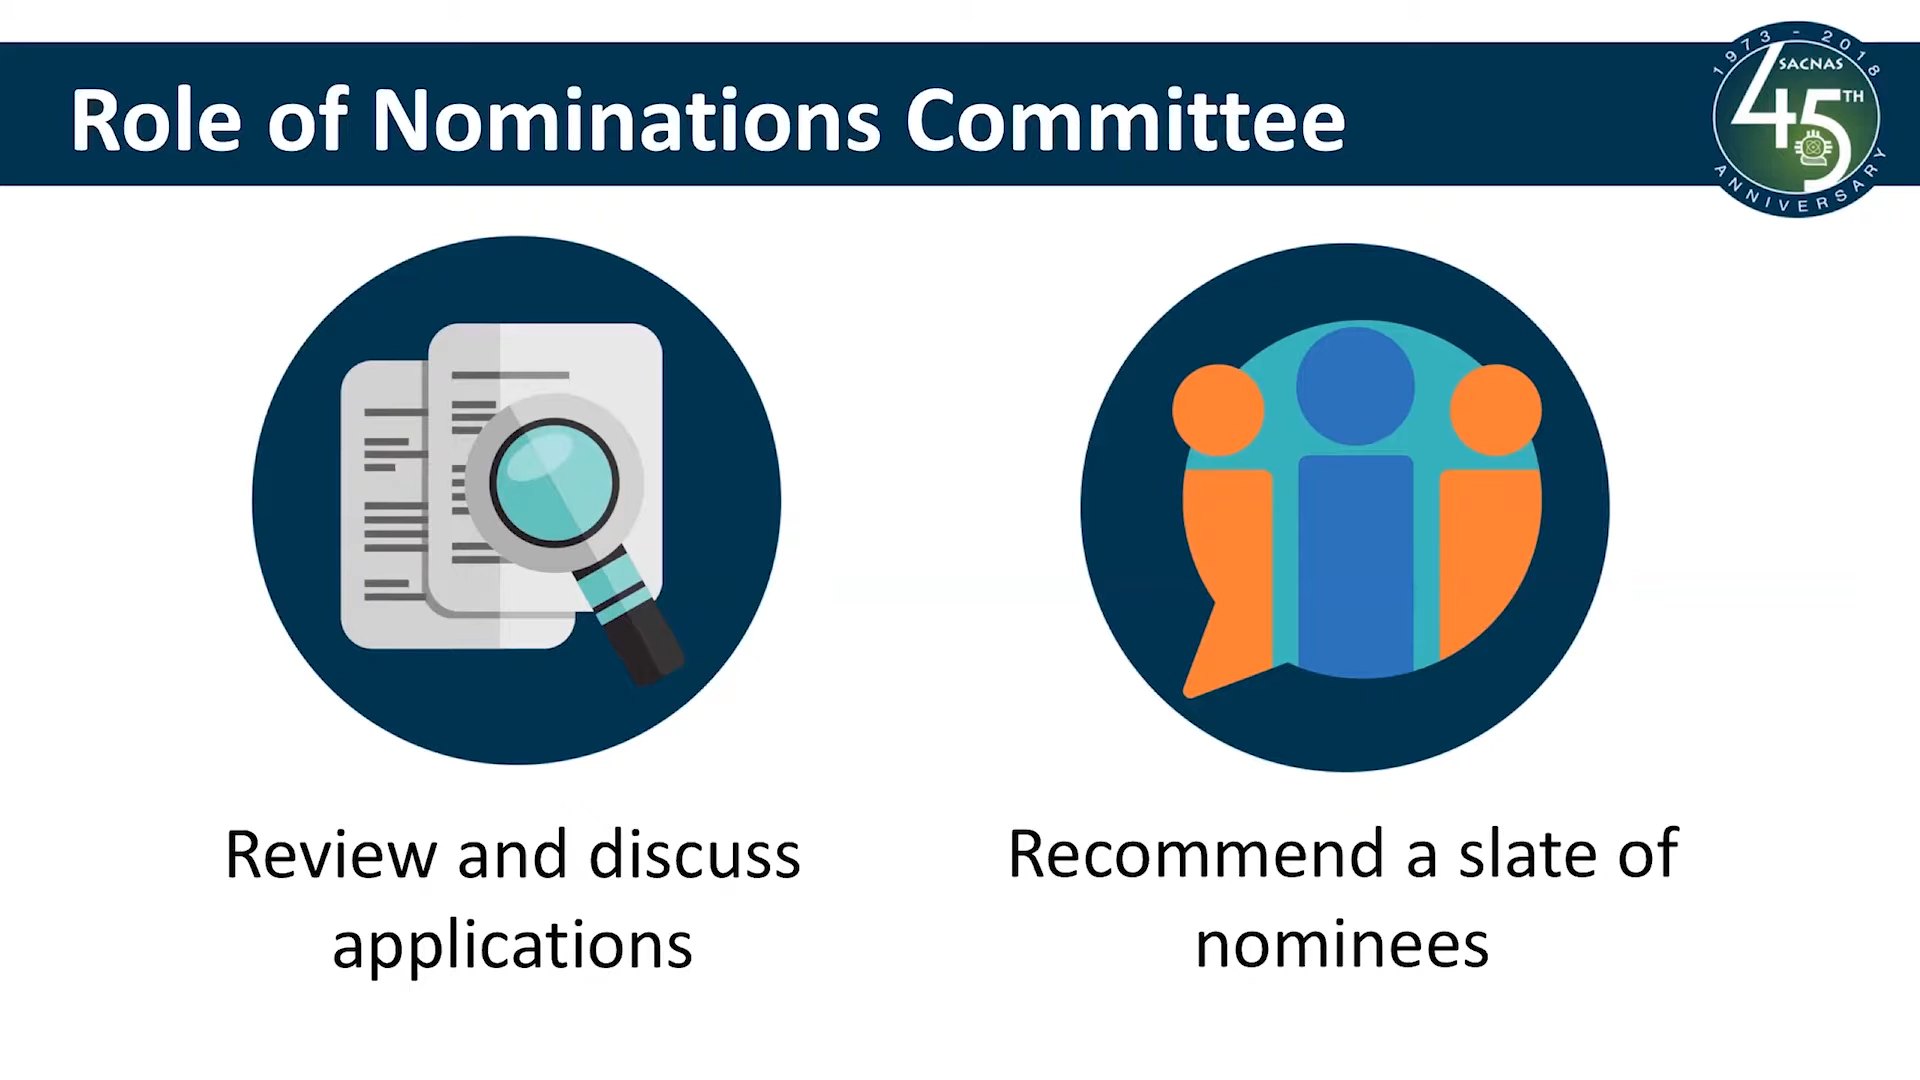 Role of Nominations Committee
1973 - 2018
SACNAS
45TH
ANNIVERSARY
Review and discuss
applications
Recommend a slate of
nominees